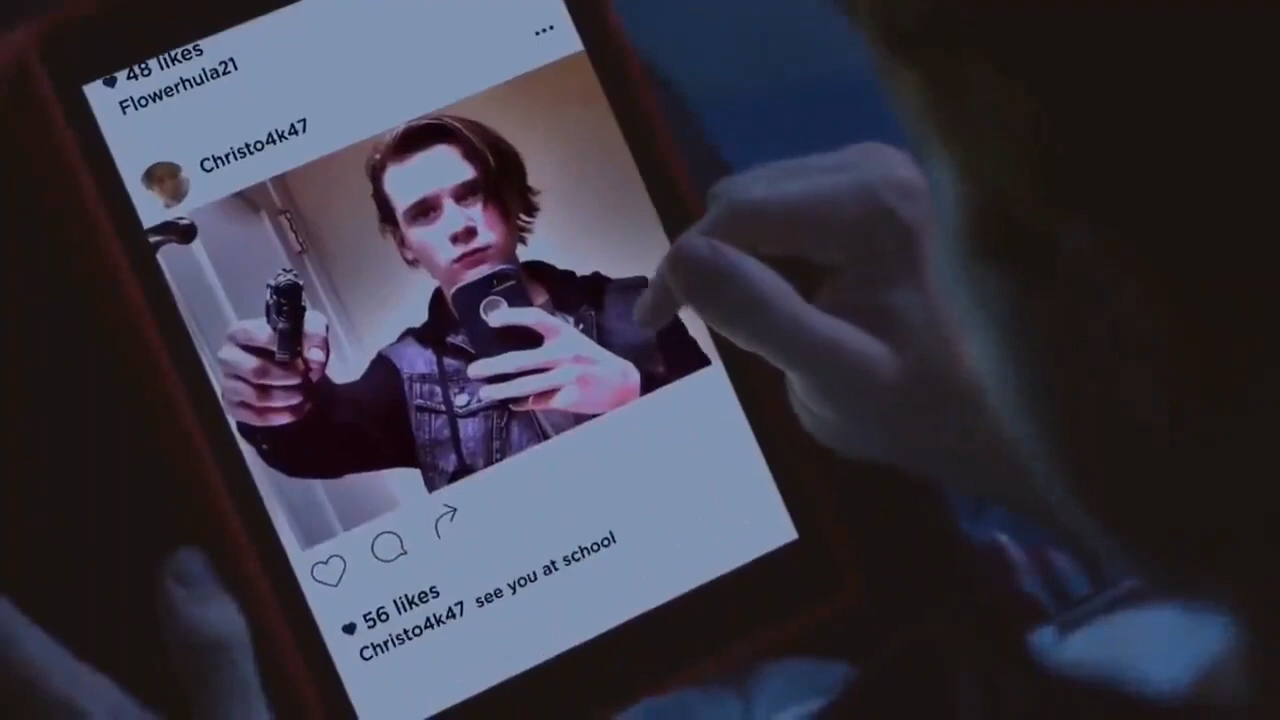 48 likes
Flowerhula21
Christo4k47
56 likes
Christo4k47 see you at school